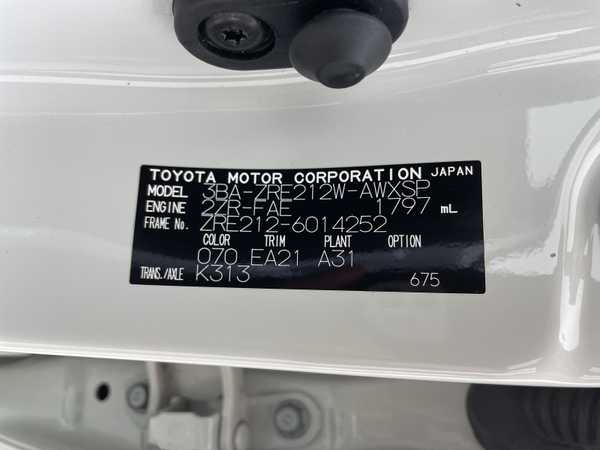 TOYOTA MOTOR CORPORATION JAPAN
MODEL 3BA-ZRE212W-AWXSP
ENGINE 2ZR-FAE 1797 mL
FRAME No. ZRE212-6014252
COLOR TRIM PLANT OPTION
070 EA21 A31
TRANS./AXLE K313 675